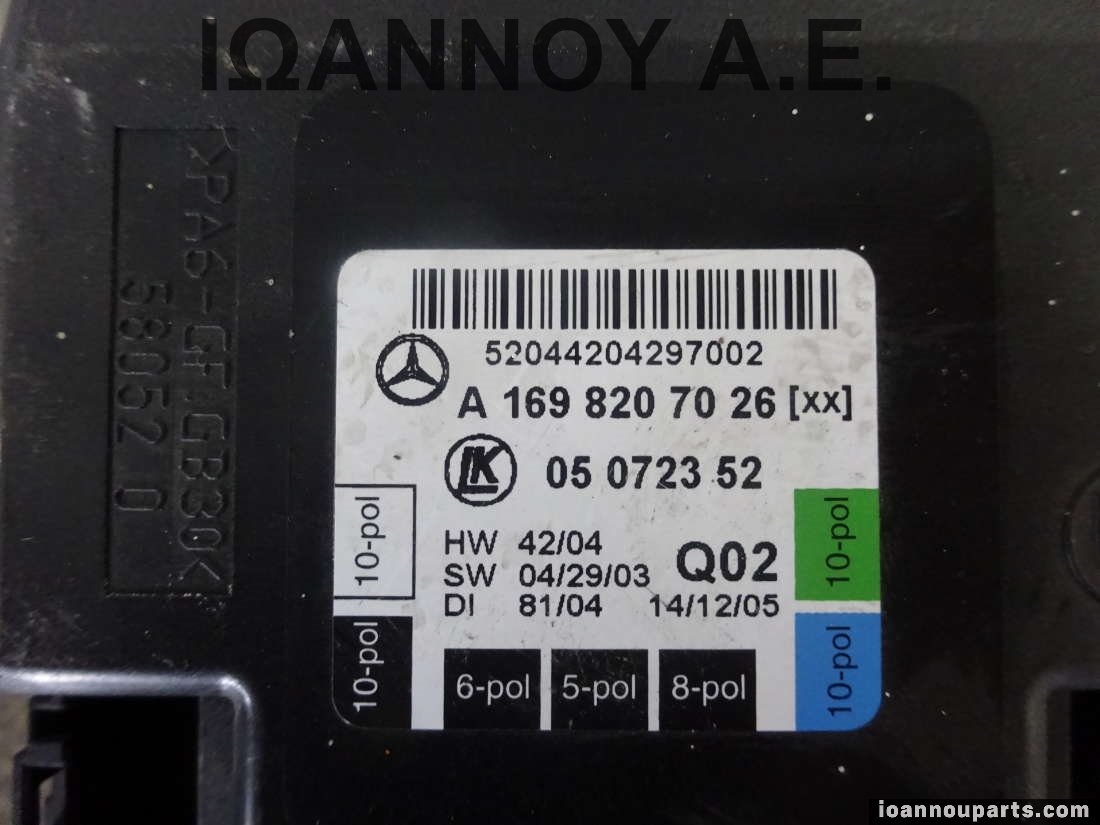 ΙΩΑΝΝΟΥ Α.Ε.
>PA6-GF.GB30K<
58052 0
52044204297002
A 169 820 70 26 [xx]
LK
05 0723 52
HW 42/04
SW 04/29/03
Q02
DI 81/04 14/12/05
10-pol
10-pol
10-pol
10-pol
6-pol
5-pol
8-pol
ioannouparts.com